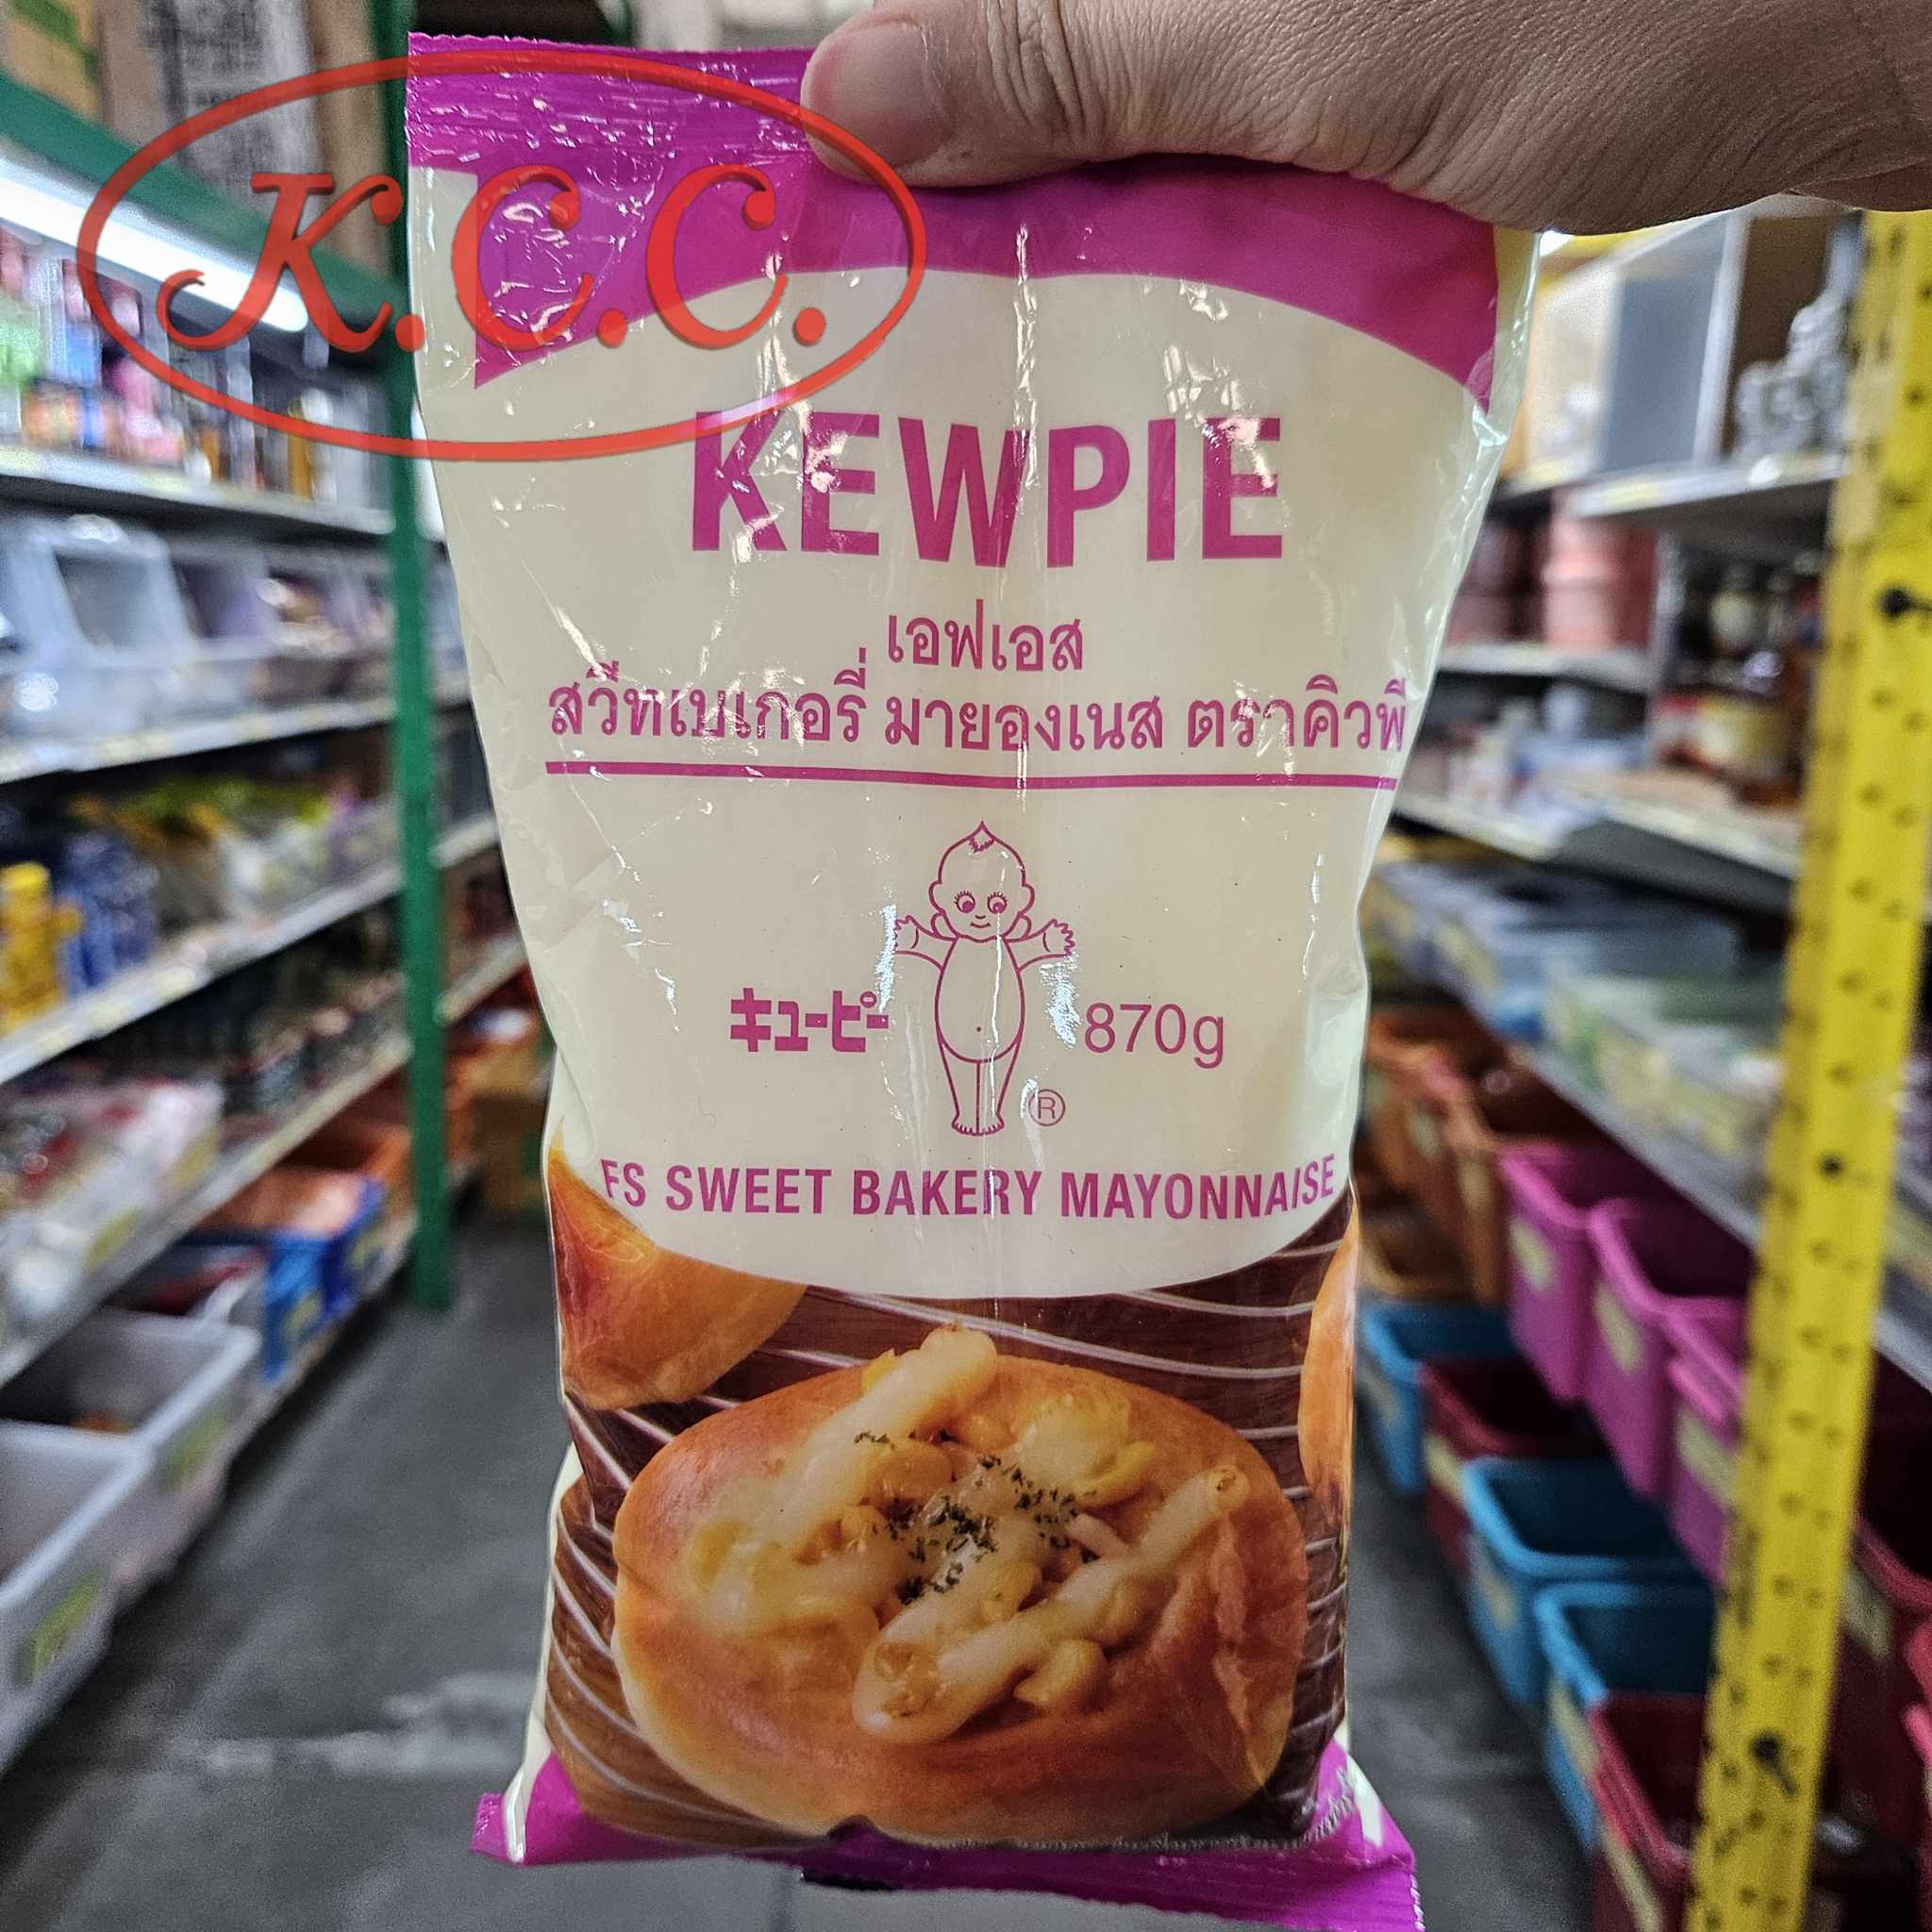 K.C.C.
KEWPIE
เอฟเอส
สวีทเบเกอรี่ มายองเนส ตราคิวพี
キユーピー 870g
®
FS SWEET BAKERY MAYONNAISE